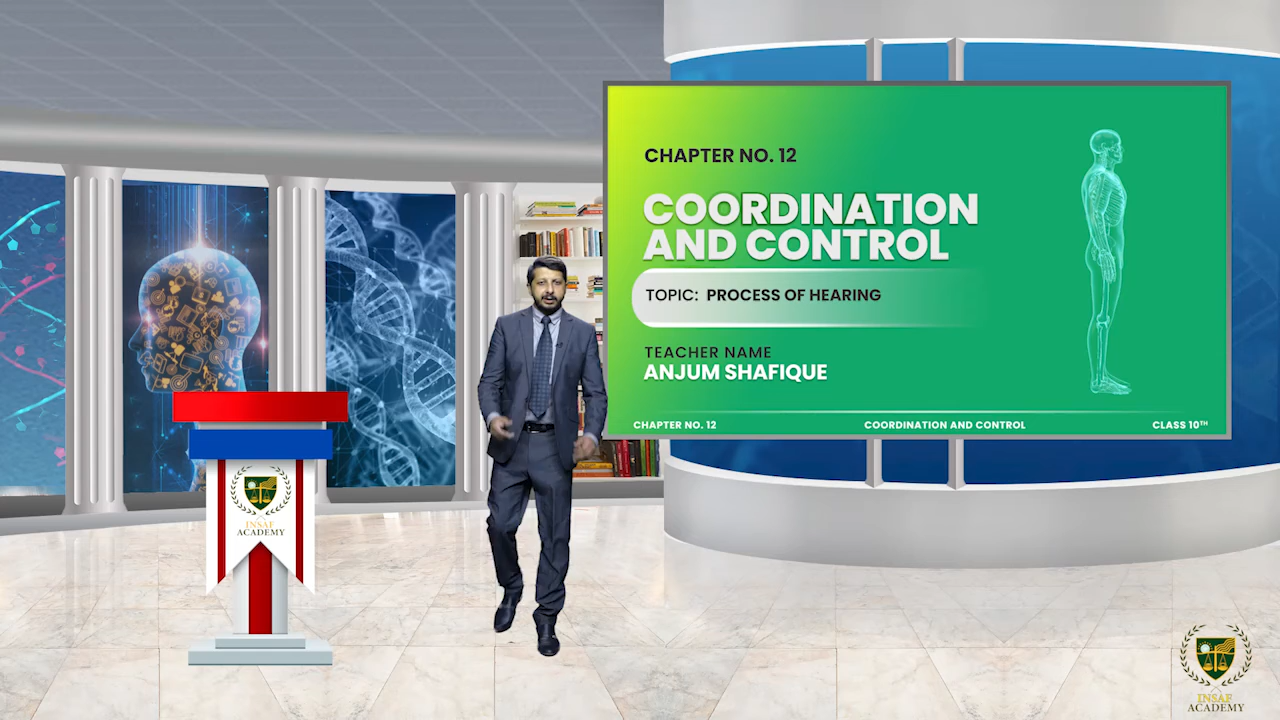 CHAPTER NO. 12
COORDINATION
AND CONTROL
TOPIC: PROCESS OF HEARING
TEACHER NAME
ANJUM SHAFIQUE
CHAPTER NO. 12 COORDINATION AND CONTROL CLASS 10TH
INSAF
ACADEMY
INSAF
ACADEMY